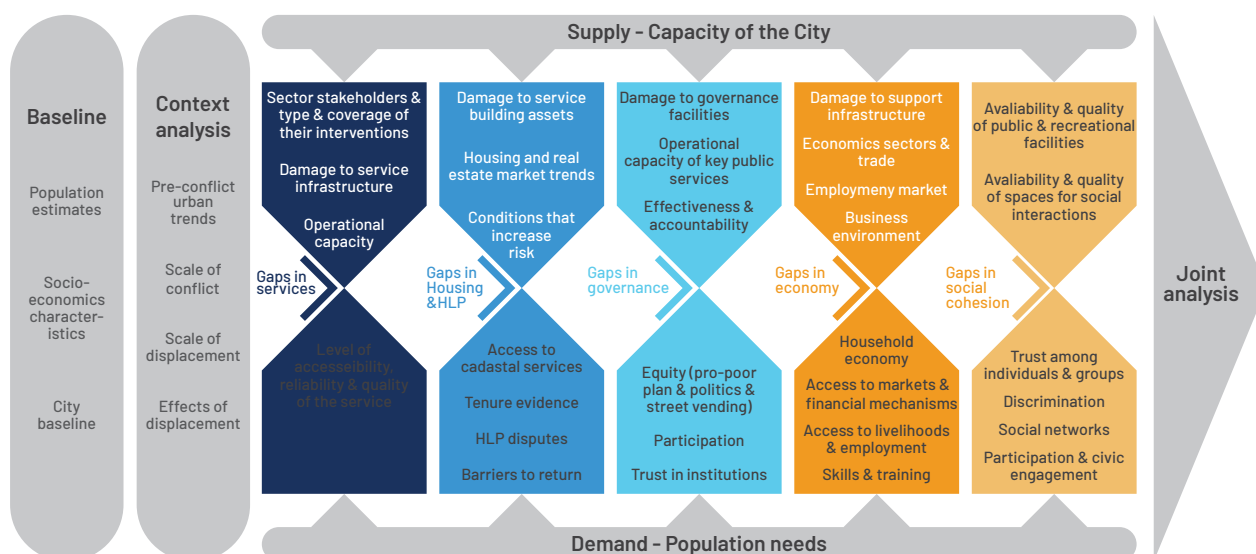 Supply - Capacity of the City
Baseline
Population
estimates
Socio-
economics
character-
istics
City
baseline
Context
analysis
Pre-conflict
urban
trends
Scale of
conflict
Scale of
displacement
Effects of
displacement
Sector stakeholders &
type & coverage of
their interventions
Damage to service
infrastructure
Operational
capacity
Gaps in
services
Level of
accesseibility,
reliability & quality
of the service
Damage to service
building assets
Housing and real
estate market trends
Conditions that
increase
risk
Gaps in
Housing
&HLP
Access to
cadastal services
Tenure evidence
HLP disputes
Barriers to return
Damage to governance
facilities
Operational
capacity of key public
services
Effectiveness &
accountability
Gaps in
governance
Equity (pro-poor
plan & politics &
street vending)
Participation
Trust in institutions
Damage to support
infrastructure
Economics sectors &
trade
Employmeny market
Business
environment
Gaps in
economy
Household
economy
Access to markets &
financial mechanisms
Access to livelihoods
& employment
Skills & training
Avaliability & quality
of public & recreational
facilities
Avaliability & quality
of spaces for social
interactions
Gaps in
social
cohesion
Trust among
individuals & groups
Discrimination
Social networks
Participation & civic
engagement
Joint
analysis
Demand - Population needs